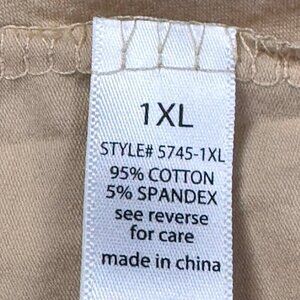 1XL
STYLE# 5745-1XL
95% COTTON
5% SPANDEX
see reverse
for care
made in china